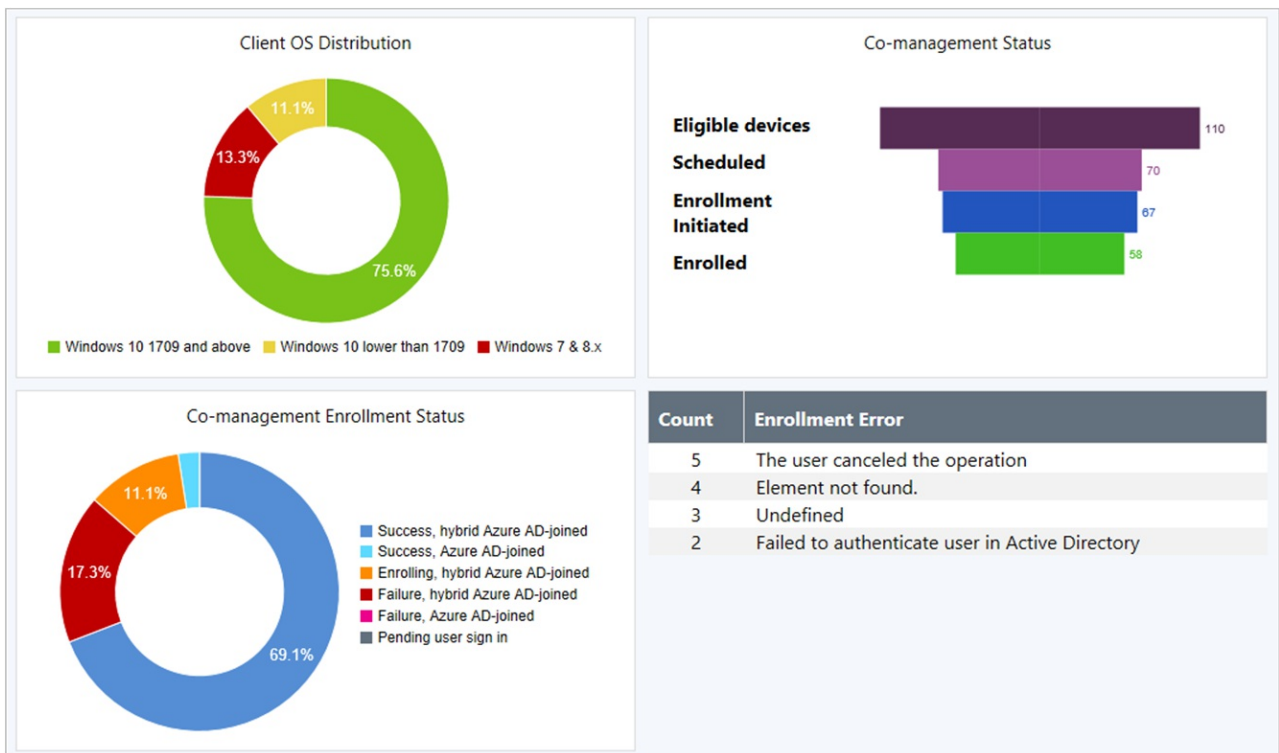 Client OS Distribution
11.1%
13.3%
75.6%
Windows 10 1709 and above Windows 10 lower than 1709 Windows 7 & 8.x
Co-management Status
Eligible devices
110
Scheduled
70
Enrollment
Initiated
67
Enrolled
58
Co-management Enrollment Status
11.1%
17.3%
69.1%
Success, hybrid Azure AD-joined
Success, Azure AD-joined
Enrolling, hybrid Azure AD-joined
Failure, hybrid Azure AD-joined
Failure, Azure AD-joined
Pending user sign in
Count Enrollment Error
5 The user canceled the operation
4 Element not found.
3 Undefined
2 Failed to authenticate user in Active Directory